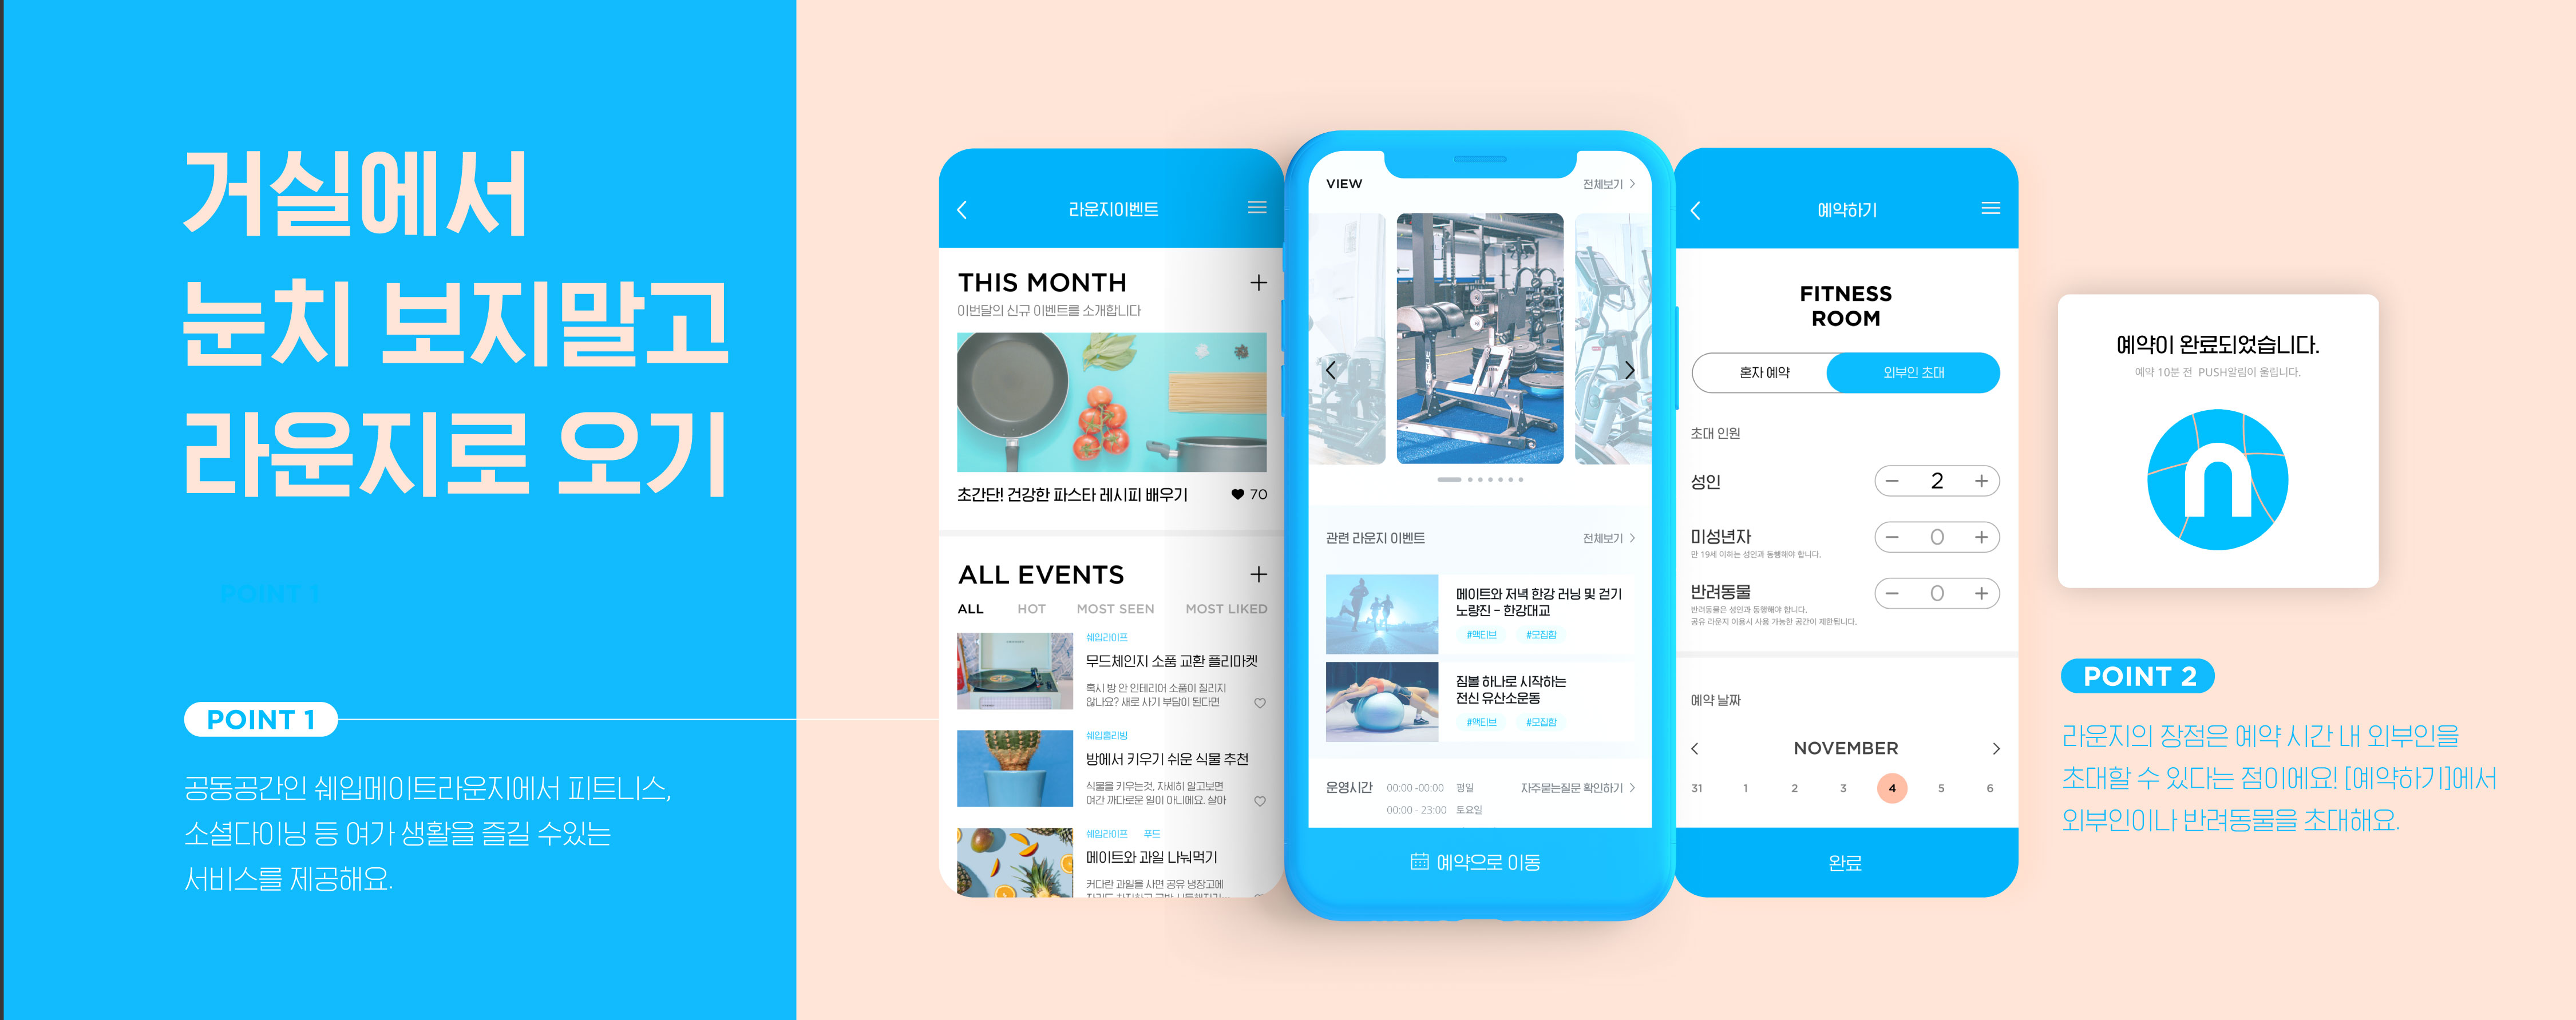 거실에서
눈치 보지말고
라운지로 오기
POINT 1
POINT 1
공동공간인 쉐입메이트라운지에서 피트니스,
소셜다이닝 등 여가 생활을 즐길 수있는
서비스를 제공해요.
라운지이벤트
THIS MONTH
이번달의 신규 이벤트를 소개합니다
초간단! 건강한 파스타 레시피 배우기
70
ALL EVENTS
ALL HOT MOST SEEN MOST LIKED
쉐입라이프
무드체인지 소품 교환 플리마켓
혹시 방 안 인테리어 소품이 질리지
않나요? 새로 사기 부담이 된다면
쉐입홈리빙
방에서 키우기 쉬운 식물 추천
식물을 키우는것, 자세히 알고보면
여간 까다로운 일이 아니에요. 살아
쉐입라이프 푸드
메이트와 과일 나눠먹기
커다란 과일을 사면 공유 냉장고에
VIEW 전체보기
관련 라운지 이벤트 전체보기
메이트와 저녁 한강 러닝 및 걷기
노량진 – 한강대교
#액티브 #모집함
짐볼 하나로 시작하는
전신 유산소운동
#액티브 #모집함
운영시간 00:00 -00:00 평일 자주묻는질문 확인하기
00:00 - 23:00 토요일
예약으로 이동
예약하기
FITNESS
ROOM
혼자 예약 외부인 초대
초대 인원
성인 2
미성년자 0
만 19세 이하는 성인과 동행해야 합니다.
반려동물 0
반려동물은 성인과 동행해야 합니다.
공유 라운지 이용시 사용 가능한 공간이 제한됩니다.
예약 날짜
NOVEMBER
31 1 2 3 4 5 6
완료
예약이 완료되었습니다.
예약 10분 전 PUSH알림이 울립니다.
n
POINT 2
라운지의 장점은 예약 시간 내 외부인을
초대할 수 있다는 점이에요! [예약하기]에서
외부인이나 반려동물을 초대해요.